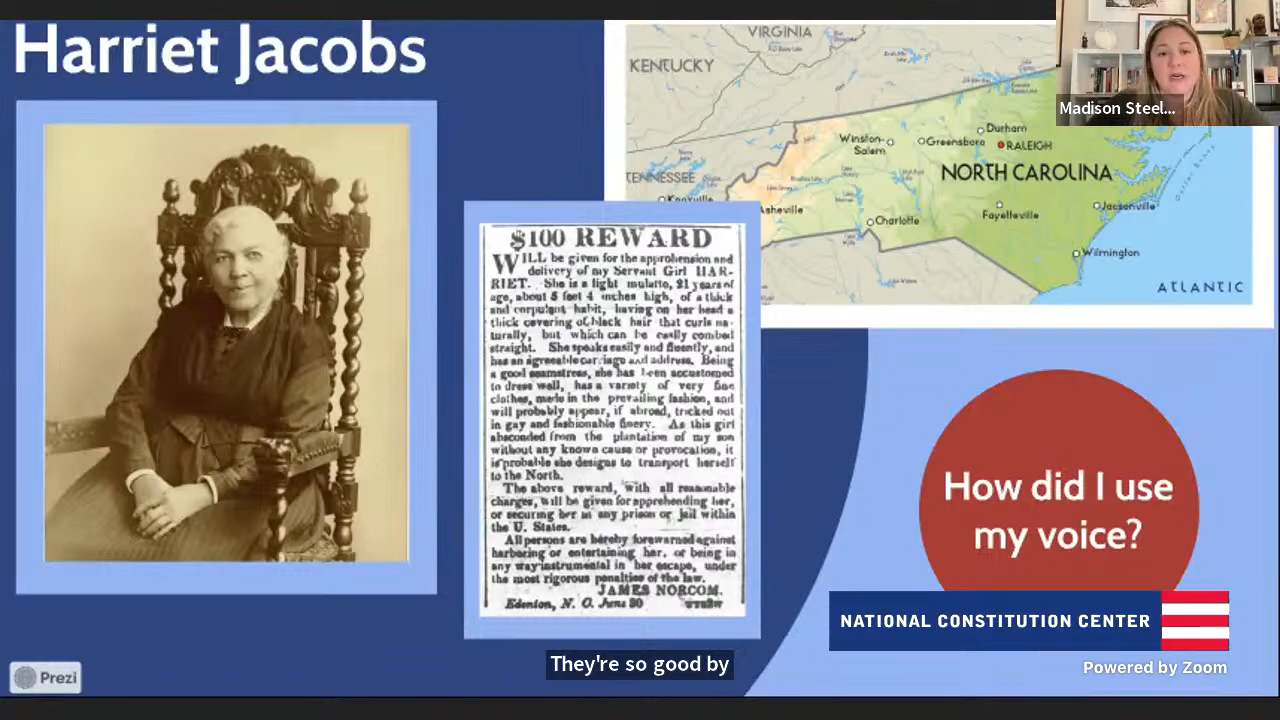 Harriet Jacobs
VIRGINIA
KENTUCKY
Madison Steel...
Durham
Winston-
Salem
Greensboro
RALEIGH
TENNESSEE
NORTH CAROLINA
Knoxville
Asheville
Jacksonville
Fayetteville
Charlotte
Wilmington
ATLANTIC
$100 REWARD
WILL be given for the apprehension and
delivery of my Servant Girl HAR-
RIET. She is a light mulatto, 21 years of
age, about 5 feet 4 inches high, of a thick
and corpulent habit, having on her head a
thick covering of black hair that curls na-
turally, but which can be easily combed
straight. She speaks easily and fluently, and
has an agreeable carriage and address. Being
a good seamstress, she has been accustomed
to dress well, has a variety of very fine
clothes, made in the prevailing fashion, and
will probably appear, if abroad, tricked out
in gay and fashionable finery. As this girl
absconded from the plantation of my son
without any known cause or provocation, it
is probable she designs to transport herself
to the North.
The above reward, with all reasonable
charges, will be given for apprehending her,
or securing her in any prison or jail within
the U. States.
All persons are hereby forewarned against
harboring or entertaining her, or being in
any way instrumental in her escape, under
the most rigorous penalties of the law.
JAMES NORCOM.
Edenton, N. C. June 30
How did I use
my voice?
NATIONAL CONSTITUTION CENTER
Powered by Zoom
They're so good by
Prezi